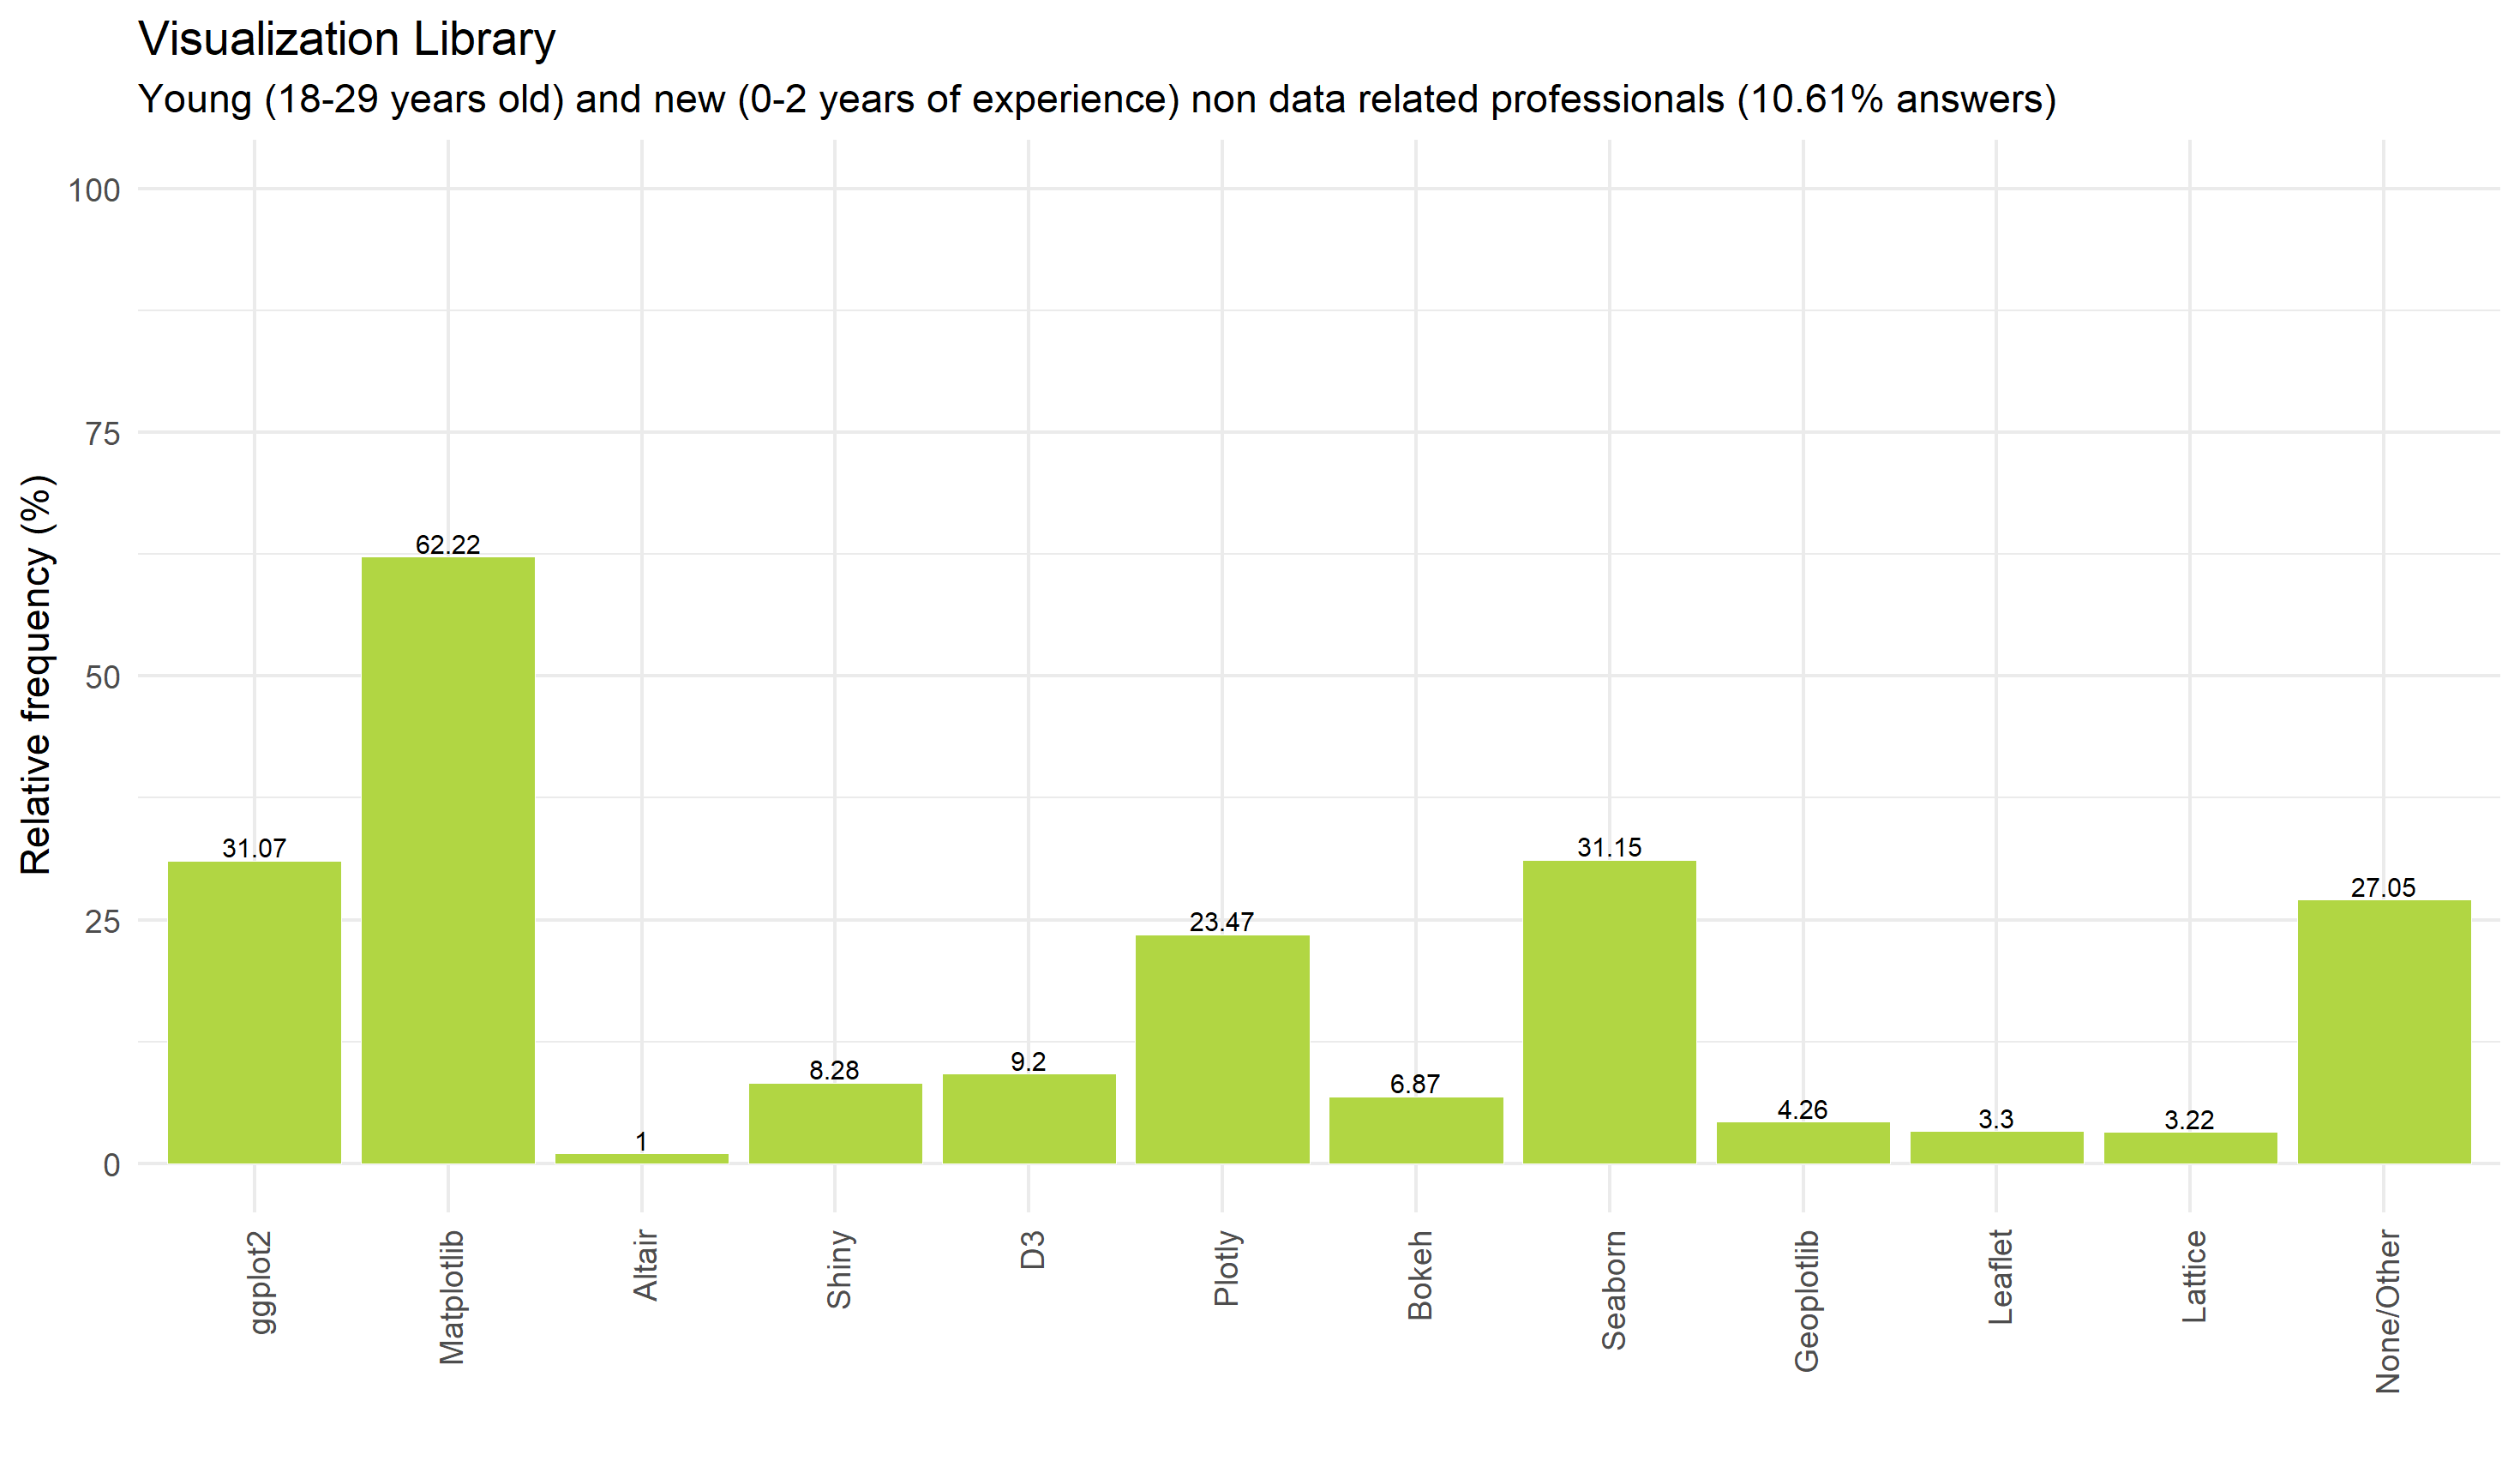 Visualization Library
Young (18-29 years old) and new (0-2 years of experience) non data related professionals (10.61% answers)
Relative frequency (%)
100
75
50
25
0
31.07
62.22
1
8.28
9.2
23.47
6.87
31.15
4.26
3.3
3.22
27.05
ggplot2
Matplotlib
Altair
Shiny
D3
Plotly
Bokeh
Seaborn
Geoplotlib
Leaflet
Lattice
None/Other